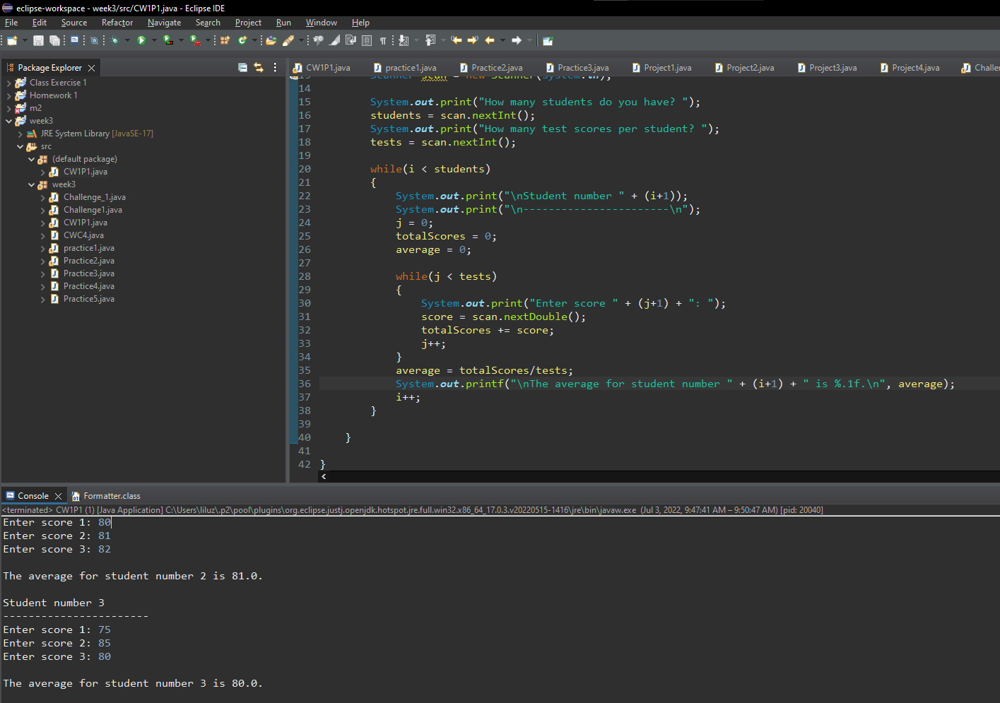 eclipse-workspace - week3/src/CW1P1.java - Eclipse IDE
File Edit Source Refactor Navigate Search Project Run Window Help
Package Explorer
CW1P1.java practice1.java Practice2.java Practice3.java Project1.java Project2.java Project3.java Project4.java Challer
Class Exercise 1
Homework 1
m2
week3
JRE System Library [JavaSE-17]
src
(default package)
CW1P1.java
week3
Challenge_1.java
Challenge1.java
CW1P1.java
CWC4.java
practice1.java
Practice2.java
Practice3.java
Practice4.java
Practice5.java
Scanner scan = new Scanner(System.in);
14
15 System.out.print("How many students do you have? ");
16 students = scan.nextInt();
17 System.out.print("How many test scores per student? ");
18 tests = scan.nextInt();
19
20 while(i < students)
21 {
22 System.out.print("\nStudent number " + (i+1));
23 System.out.print("\n-----------------------\n");
24 j = 0;
25 totalScores = 0;
26 average = 0;
27
28 while(j < tests)
29 {
30 System.out.print("Enter score " + (j+1) + ": ");
31 score = scan.nextDouble();
32 totalScores += score;
33 j++;
34 }
35 average = totalScores/tests;
36 System.out.printf("\nThe average for student number " + (i+1) + " is %.1f.\n", average);
37 i++;
38 }
39
40 }
41
42 }
Console Formatter.class
<terminated> CW1P1 (1) [Java Application] C:\Users\liluz\.p2\pool\plugins\org.eclipse.justj.openjdk.hotspot.jre.full.win32.x86_64_17.0.3.v20220515-1416\jre\bin\javaw.exe (Jul 3, 2022, 9:47:41 AM – 9:50:47 AM) [pid: 20040]
Enter score 1: 80
Enter score 2: 81
Enter score 3: 82
The average for student number 2 is 81.0.
Student number 3
-----------------------
Enter score 1: 75
Enter score 2: 85
Enter score 3: 80
The average for student number 3 is 80.0.